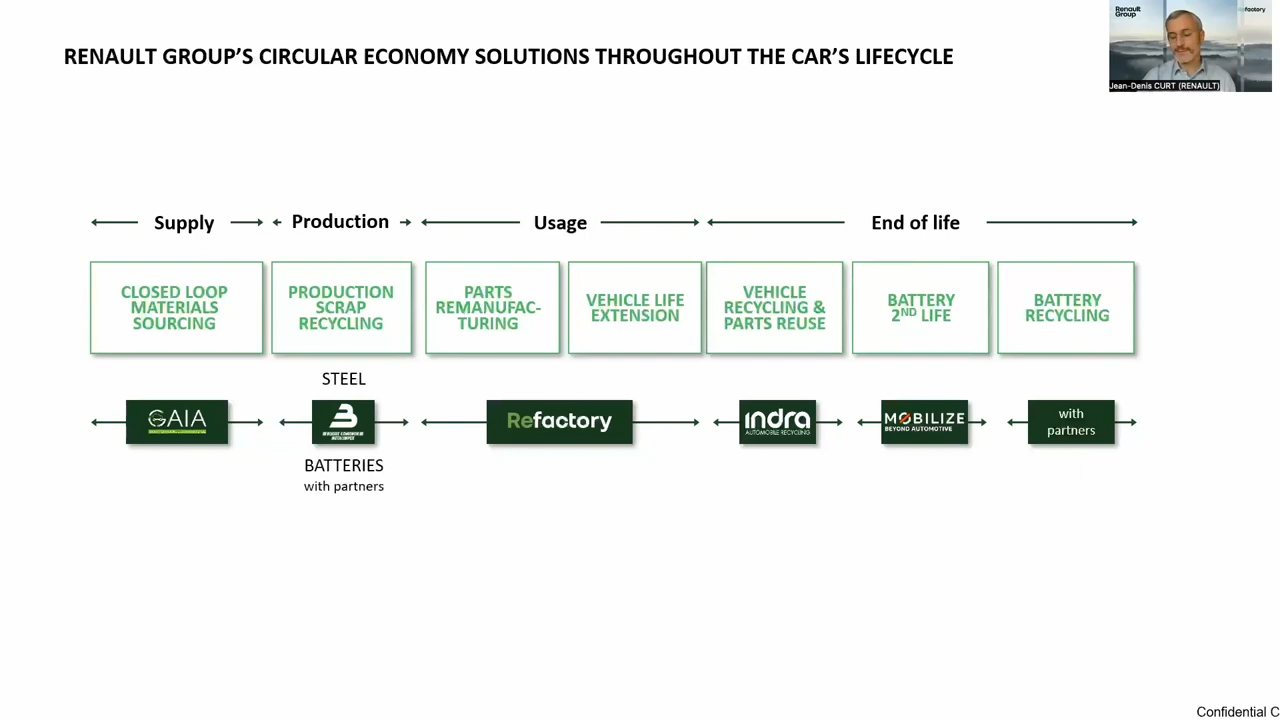 RENAULT GROUP'S CIRCULAR ECONOMY SOLUTIONS THROUGHOUT THE CAR'S LIFECYCLE
Renault
Group
Refactory
Jean-Denis CURT (RENAULT)
Supply
Production
Usage
End of life
CLOSED LOOP
MATERIALS
SOURCING
PRODUCTION
SCRAP
RECYCLING
PARTS
REMANUFAC-
TURING
VEHICLE LIFE
EXTENSION
VEHICLE
RECYCLING &
PARTS REUSE
BATTERY
2ND LIFE
BATTERY
RECYCLING
STEEL
GAIA
Refactory
indra
AUTOMOBILE RECYCLING
MOBILIZE
BEYOND AUTOMOTIVE
with
partners
BATTERIES
with partners
Confidential C